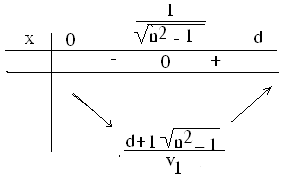 x 0 1/√(n² - 1) d
- 0 +
(d+1√(n² - 1))/v₁